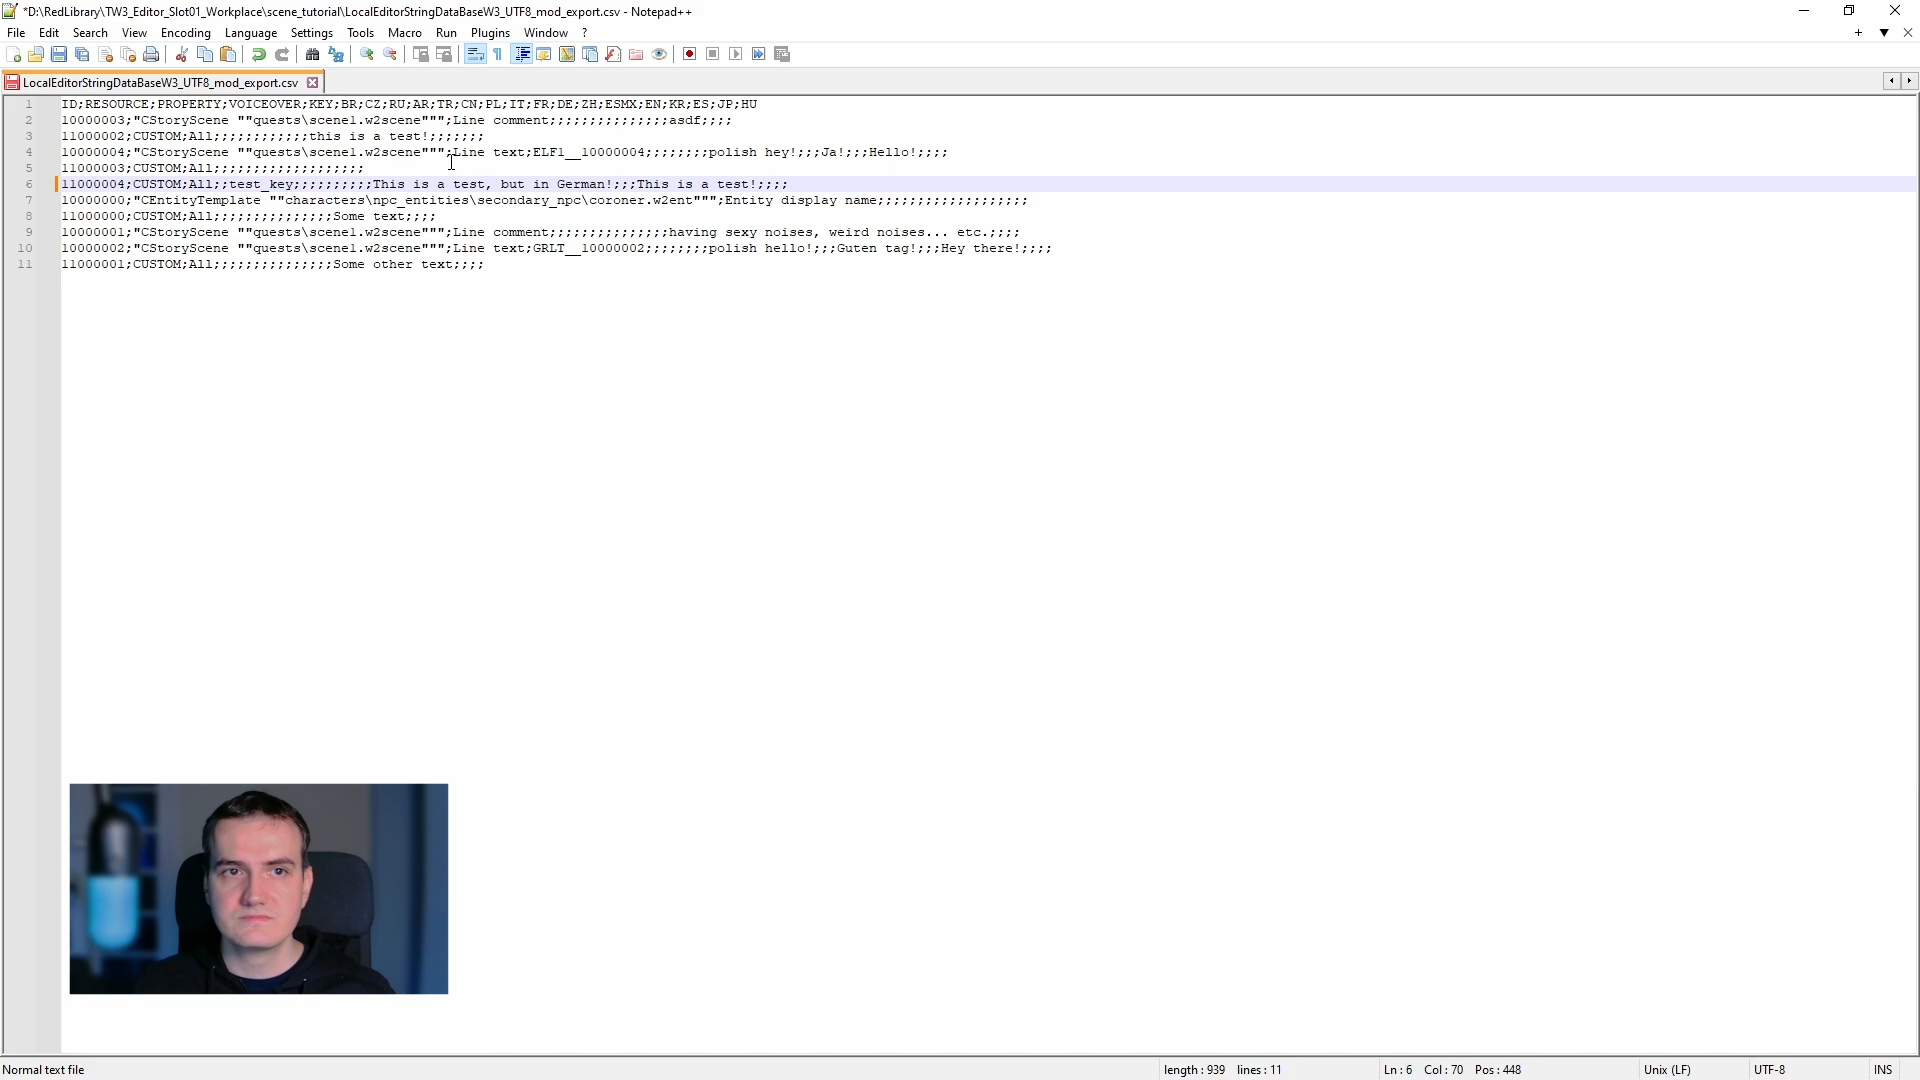 *D:\RedLibrary\TW3_Editor_Slot01_Workplace\scene_tutorial\LocalEditorStringDataBaseW3_UTF8_mod_export.csv - Notepad++
File Edit Search View Encoding Language Settings Tools Macro Run Plugins Window ?
LocalEditorStringDataBaseW3_UTF8_mod_export.csv
1 ID;RESOURCE;PROPERTY;VOICEOVER;KEY;BR;CZ;RU;AR;TR;CN;PL;IT;FR;DE;ZH;ESMX;EN;KR;ES;JP;HU
2 10000003;"CStoryScene ""quests\scene1.w2scene""";Line comment;;;;;;;;;;;;;;;asdf;;;;
3 11000002;CUSTOM;All;;;;;;;;;;;;this is a test!;;;;;;;
4 10000004;"CStoryScene ""quests\scene1.w2scene""";Line text;ELF1__10000004;;;;;;;;polish hey!;;;Ja!;;;Hello!;;;;
5 11000003;CUSTOM;All;;;;;;;;;;;;;;;;;;;
6 11000004;CUSTOM;All;;test_key;;;;;;;;;;This is a test, but in German!;;;This is a test!;;;;
7 10000000;"CEntityTemplate ""characters\npc_entities\secondary_npc\coroner.w2ent""";Entity display name;;;;;;;;;;;;;;;;;;;
8 11000000;CUSTOM;All;;;;;;;;;;;;;;;Some text;;;;
9 10000001;"CStoryScene ""quests\scene1.w2scene""";Line comment;;;;;;;;;;;;;;;having sexy noises, weird noises... etc.;;;;
10 10000002;"CStoryScene ""quests\scene1.w2scene""";Line text;GRLT__10000002;;;;;;;;polish hello!;;;Guten tag!;;;Hey there!;;;;
11 11000001;CUSTOM;All;;;;;;;;;;;;;;;Some other text;;;;
Normal text file length : 939 lines : 11 Ln : 6 Col : 70 Pos : 448 Unix (LF) UTF-8 INS